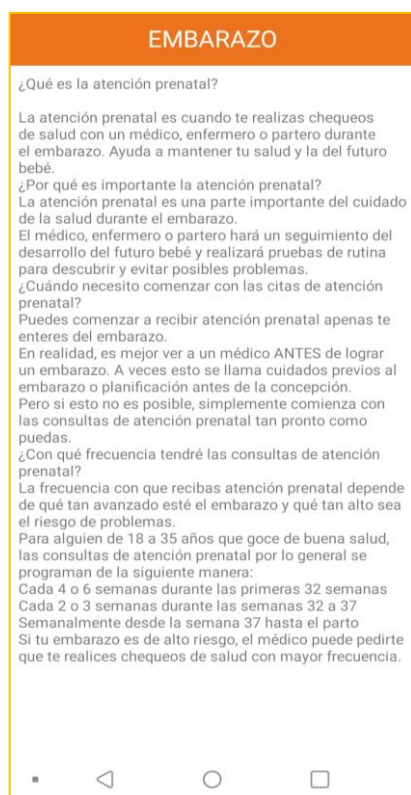 EMBARAZO
¿Qué es la atención prenatal?
La atención prenatal es cuando te realizas chequeos
de salud con un médico, enfermero o partero durante
el embarazo. Ayuda a mantener tu salud y la del futuro
bebé.
¿Por qué es importante la atención prenatal?
La atención prenatal es una parte importante del cuidado
de la salud durante el embarazo.
El médico, enfermero o partero hará un seguimiento del
desarrollo del futuro bebé y realizará pruebas de rutina
para descubrir y evitar posibles problemas.
¿Cuándo necesito comenzar con las citas de atención
prenatal?
Puedes comenzar a recibir atención prenatal apenas te
enteres del embarazo.
En realidad, es mejor ver a un médico ANTES de lograr
un embarazo. A veces esto se llama cuidados previos al
embarazo o planificación antes de la concepción.
Pero si esto no es posible, simplemente comienza con
las consultas de atención prenatal tan pronto como
puedas.
¿Con qué frecuencia tendré las consultas de atención
prenatal?
La frecuencia con que recibas atención prenatal depende
de qué tan avanzado esté el embarazo y qué tan alto sea
el riesgo de problemas.
Para alguien de 18 a 35 años que goce de buena salud,
las consultas de atención prenatal por lo general se
programan de la siguiente manera:
Cada 4 o 6 semanas durante las primeras 32 semanas
Cada 2 o 3 semanas durante las semanas 32 a 37
Semanalmente desde la semana 37 hasta el parto
Si tu embarazo es de alto riesgo, el médico puede pedirte
que te realices chequeos de salud con mayor frecuencia.